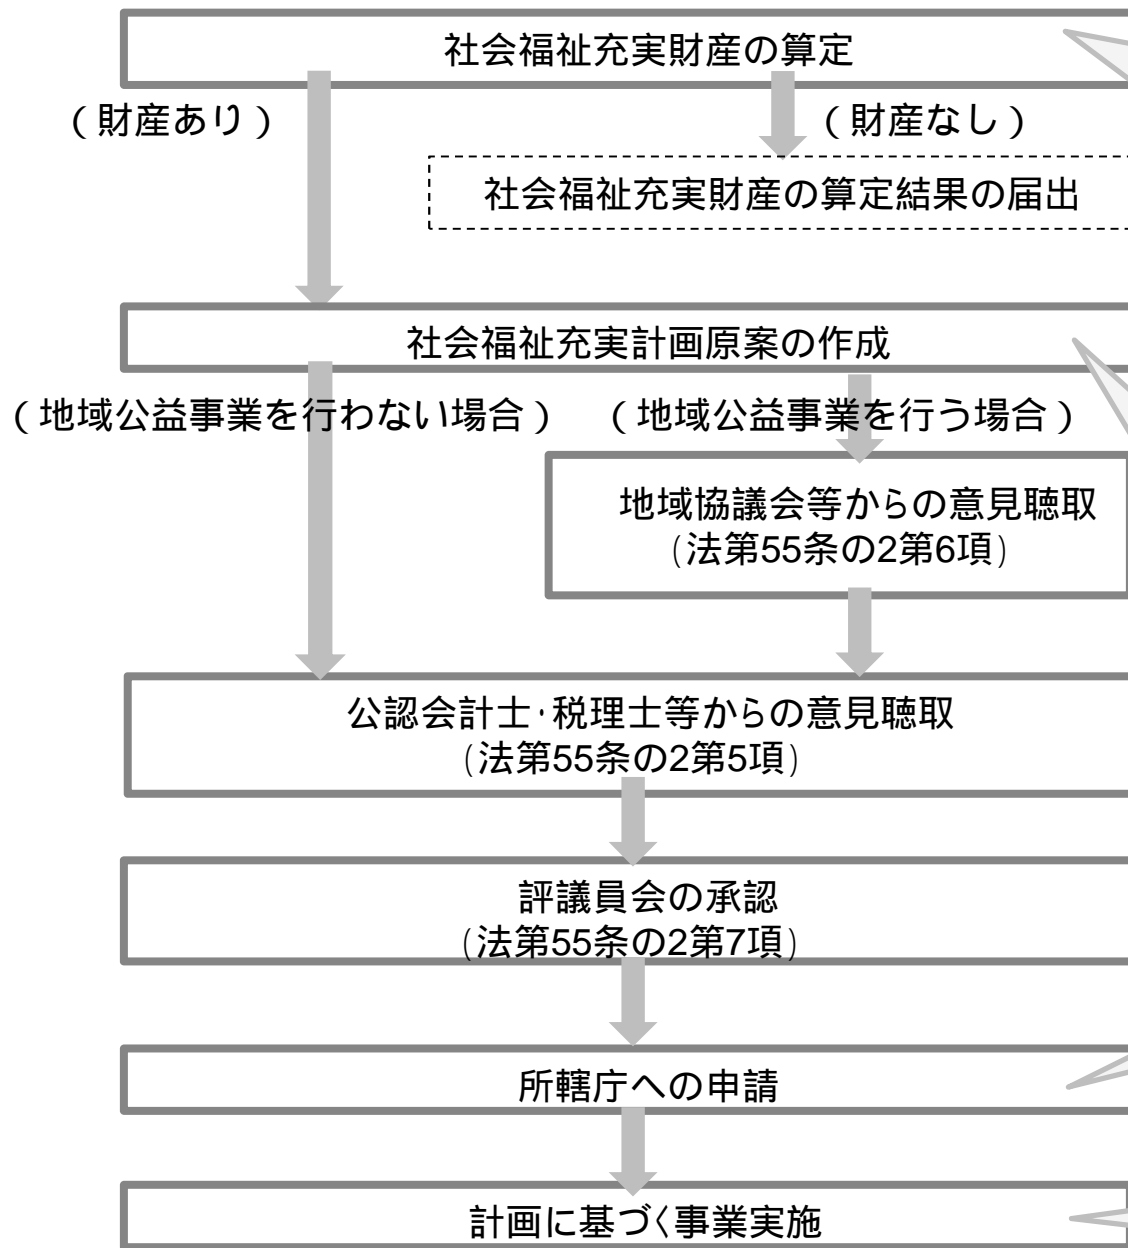 社会福祉充実財産の算定
（財産あり）
（財産なし）
社会福祉充実財産の算定結果の届出
社会福祉充実計画原案の作成
（地域公益事業を行わない場合）
（地域公益事業を行う場合）
地域協議会等からの意見聴取
（法第55条の2第6項）
公認会計士・税理士等からの意見聴取
（法第55条の2第5項）
評議員会の承認
（法第55条の2第7項）
所轄庁への申請
計画に基づく事業実施